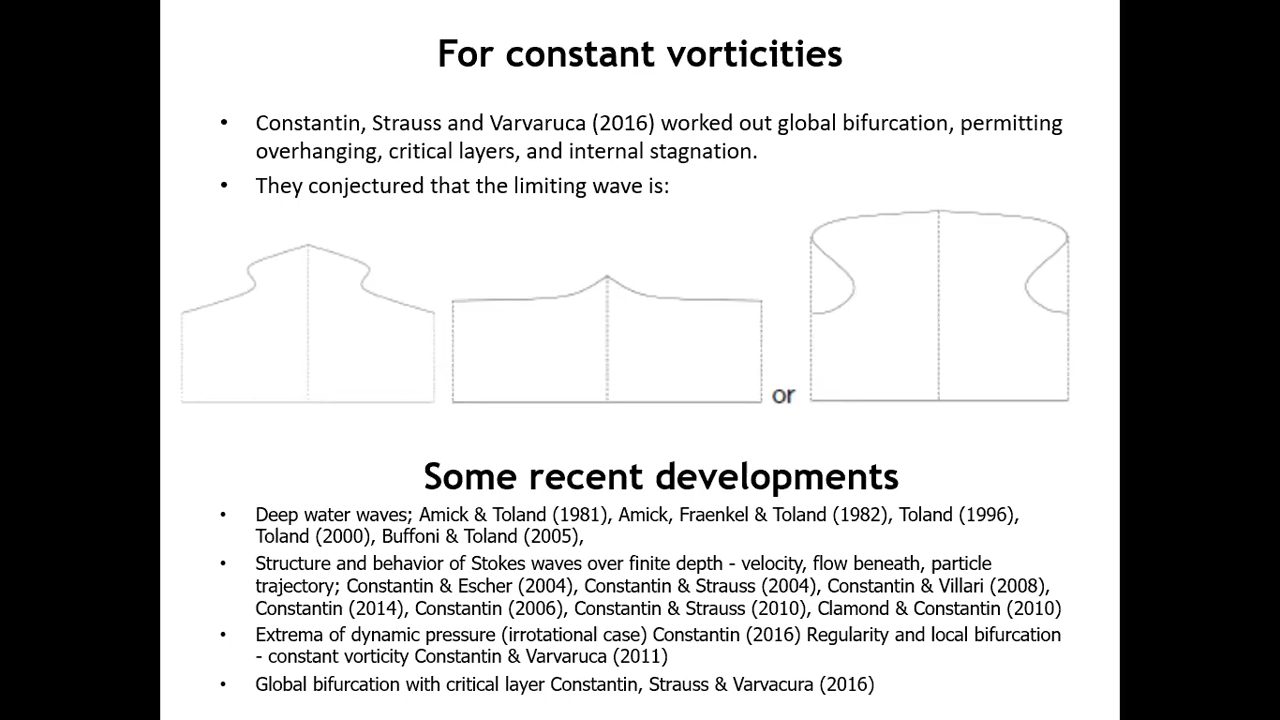 For constant vorticities
• Constantin, Strauss and Varvaruca (2016) worked out global bifurcation, permitting
overhanging, critical layers, and internal stagnation.
• They conjectured that the limiting wave is:
or
Some recent developments
• Deep water waves; Amick & Toland (1981), Amick, Fraenkel & Toland (1982), Toland (1996),
Toland (2000), Buffoni & Toland (2005),
• Structure and behavior of Stokes waves over finite depth - velocity, flow beneath, particle
trajectory; Constantin & Escher (2004), Constantin & Strauss (2004), Constantin & Villari (2008),
Constantin (2014), Constantin (2006), Constantin & Strauss (2010), Clamond & Constantin (2010)
• Extrema of dynamic pressure (irrotational case) Constantin (2016) Regularity and local bifurcation
- constant vorticity Constantin & Varvaruca (2011)
• Global bifurcation with critical layer Constantin, Strauss & Varvacura (2016)